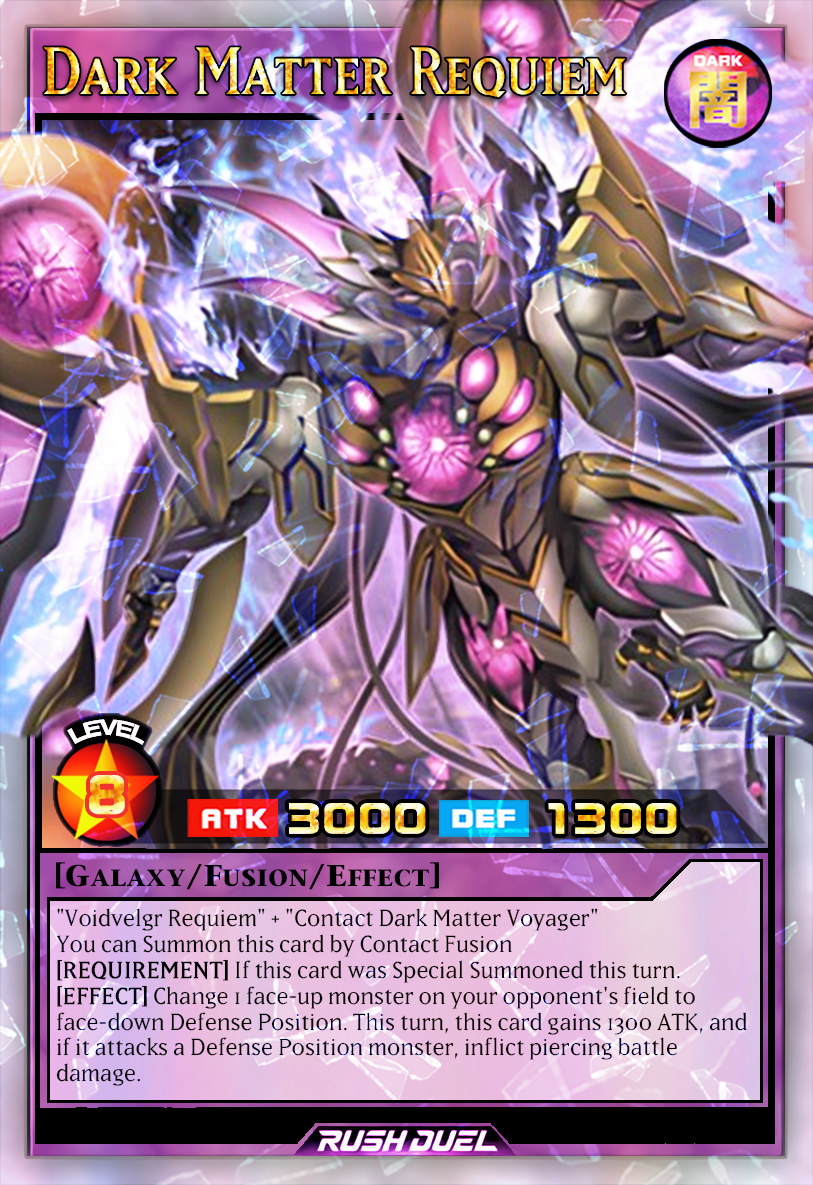 Dark Matter Requiem
DARK
闇
LEVEL
8
ATK 3000 DEF 1300
[Galaxy/Fusion/Effect]
"Voidvelgr Requiem" + "Contact Dark Matter Voyager"
You can Summon this card by Contact Fusion
[REQUIREMENT] If this card was Special Summoned this turn.
[EFFECT] Change 1 face-up monster on your opponent's field to
face-down Defense Position. This turn, this card gains 1300 ATK, and
if it attacks a Defense Position monster, inflict piercing battle
damage.
RUSH DUEL